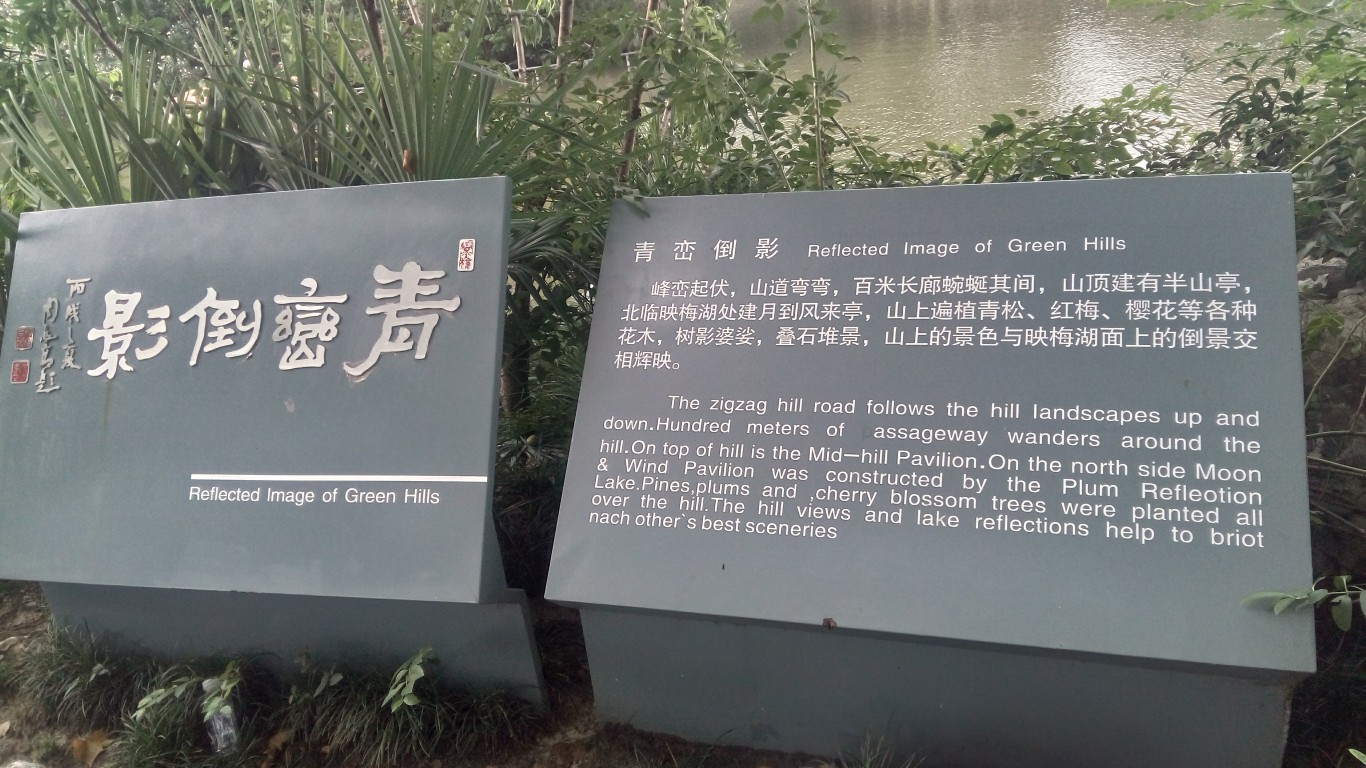 青巒倒影
丙戌之夏
Reflected Image of Green Hills
青峦倒影 Reflected Image of Green Hills
峰峦起伏，山道弯弯，百米长廊蜿蜒其间，山顶建有半山亭，
北临映梅湖处建月到风来亭，山上遍植青松、红梅、樱花等各种
花木，树影婆娑，叠石堆景，山上的景色与映梅湖面上的倒景交
相辉映。
The zigzag hill road follows the hill landscapes up and
down.Hundred meters of assageway wanders around the
hill.On top of hill is the Mid—hill Pavilion.On the north side Moon
& Wind Pavilion was constructed by the Plum Refleotion
Lake.Pines,plums and ,cherry blossom trees were planted all
over the hill.The hill views and lake reflections help to briot
nach other`s best sceneries